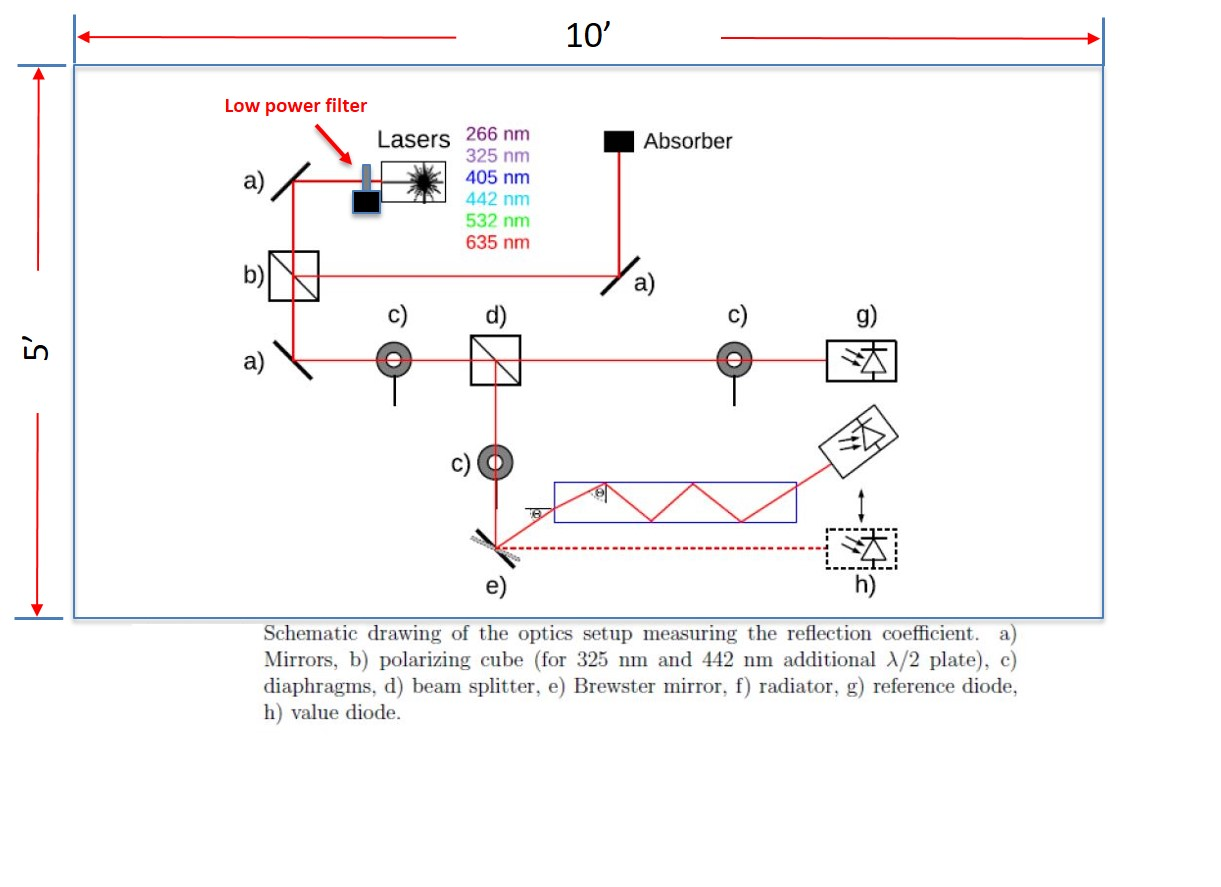 10’
5’
Low power filter
Lasers
266 nm
325 nm
405 nm
442 nm
532 nm
635 nm
Absorber
a)
b)
a)
a)
c)
d)
c)
g)
c)
Θ
Θ
e)
h)
Schematic drawing of the optics setup measuring the reflection coefficient. a)
Mirrors, b) polarizing cube (for 325 nm and 442 nm additional λ/2 plate), c)
diaphragms, d) beam splitter, e) Brewster mirror, f) radiator, g) reference diode,
h) value diode.